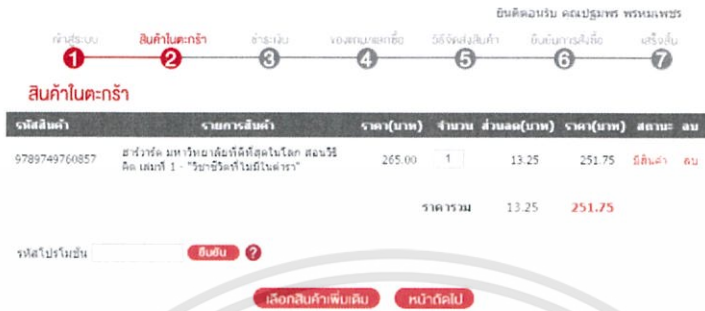 ยินดีต้อนรับ คุณปฐมพร พรหมเพชร
เข้าสู่ระบบ สินค้าในตะกร้า ชำระเงิน วิธีจัดส่งสินค้า ยืนยันการสั่งซื้อ เสร็จสิ้น
1 2 3 4 5 6 7
สินค้าในตะกร้า
รหัสสินค้า รายการสินค้า ราคา(บาท) จำนวน ส่วนลด(บาท) ราคา(บาท) สถานะ ลบ
9789749760857 ฮาร์วาร์ด มหาวิทยาลัยที่ดีที่สุดในโลก สอนวิธี 265.00 1 13.25 251.75 มีสินค้า ลบ
คิด เล่มที่ 1 - "วิชาชีวิตที่ไม่มีในตำรา"
ราคารวม 13.25 251.75
รหัสโปรโมชั่น ยืนยัน ?
เลือกสินค้าเพิ่มเติม หน้าถัดไป